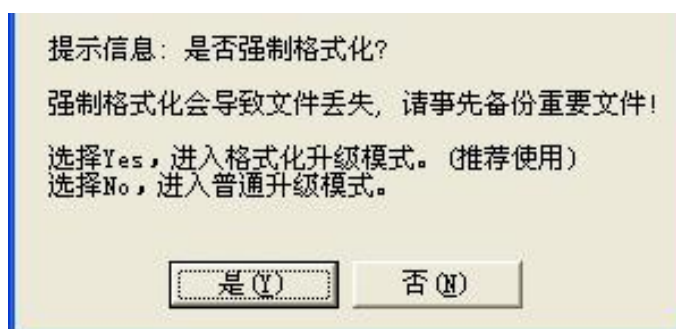 提示信息: 是否强制格式化?
强制格式化会导致文件丢失, 请事先备份重要文件!
选择Yes，进入格式化升级模式。(推荐使用)
选择No，进入普通升级模式。
是(Y)
否(N)